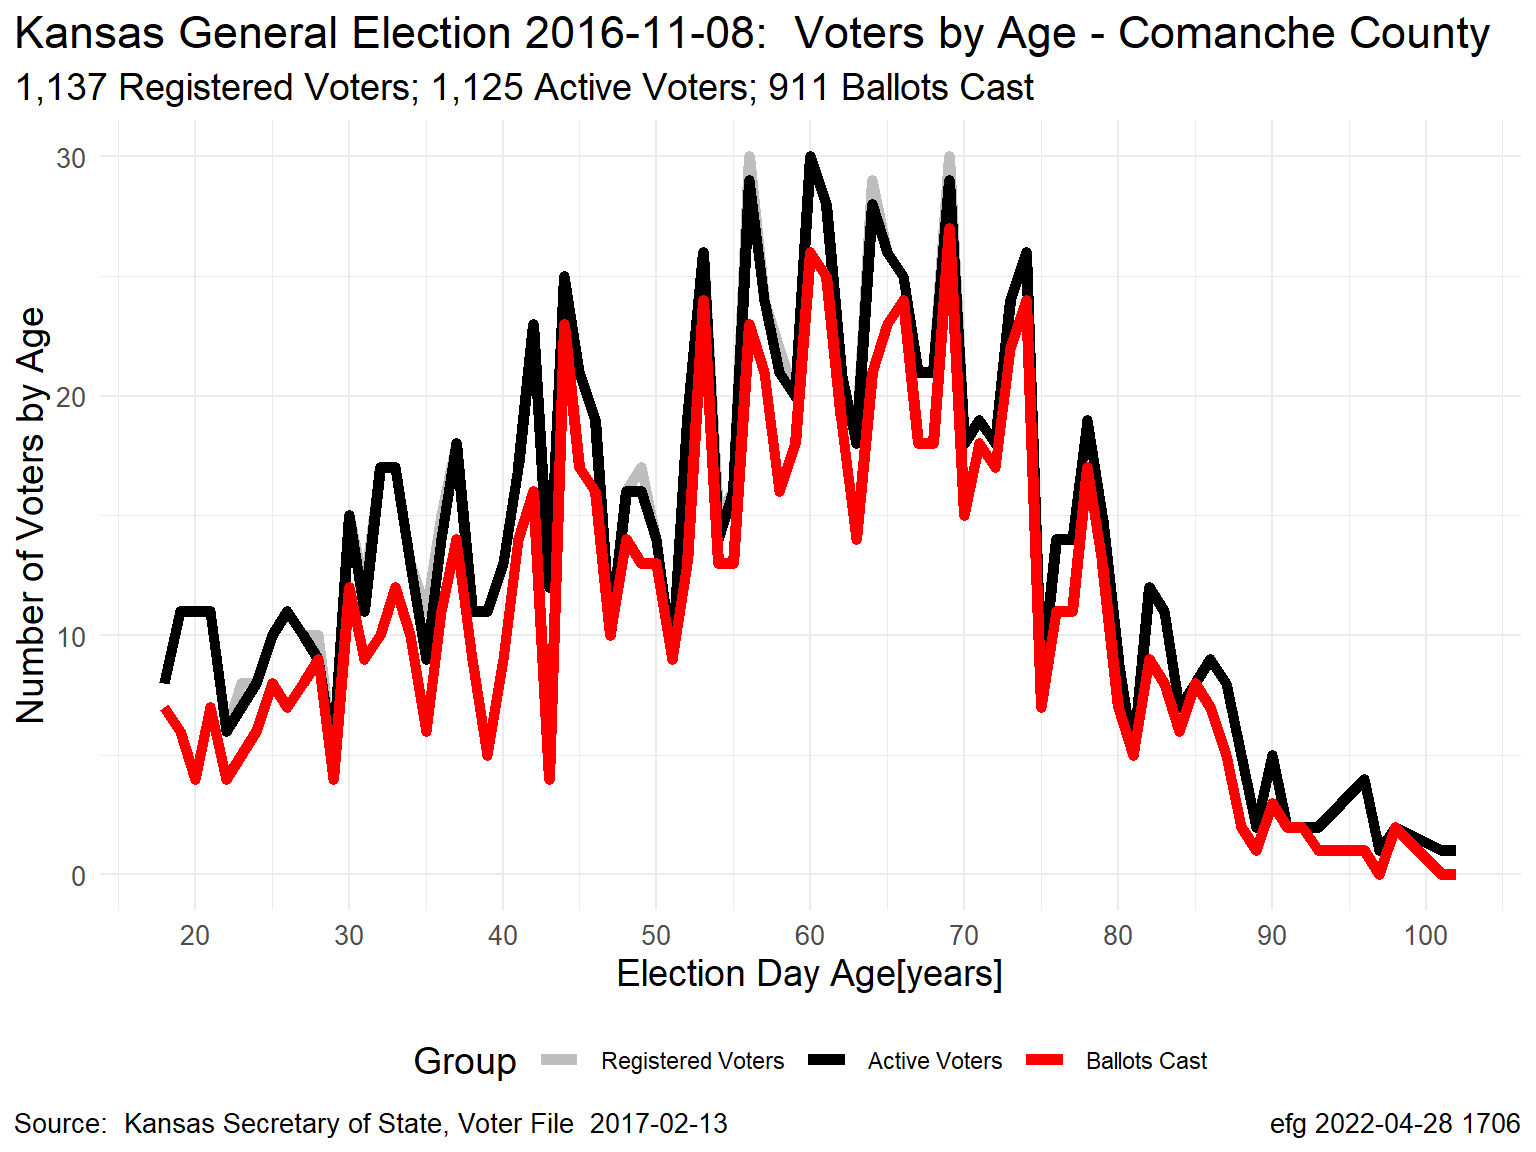 Kansas General Election 2016-11-08:  Voters by Age - Comanche County
1,137 Registered Voters; 1,125 Active Voters; 911 Ballots Cast
Number of Voters by Age
30
20
10
0
20 30 40 50 60 70 80 90 100
Election Day Age[years]
Group Registered Voters Active Voters Ballots Cast
Source:  Kansas Secretary of State, Voter File  2017-02-13
efg 2022-04-28 1706